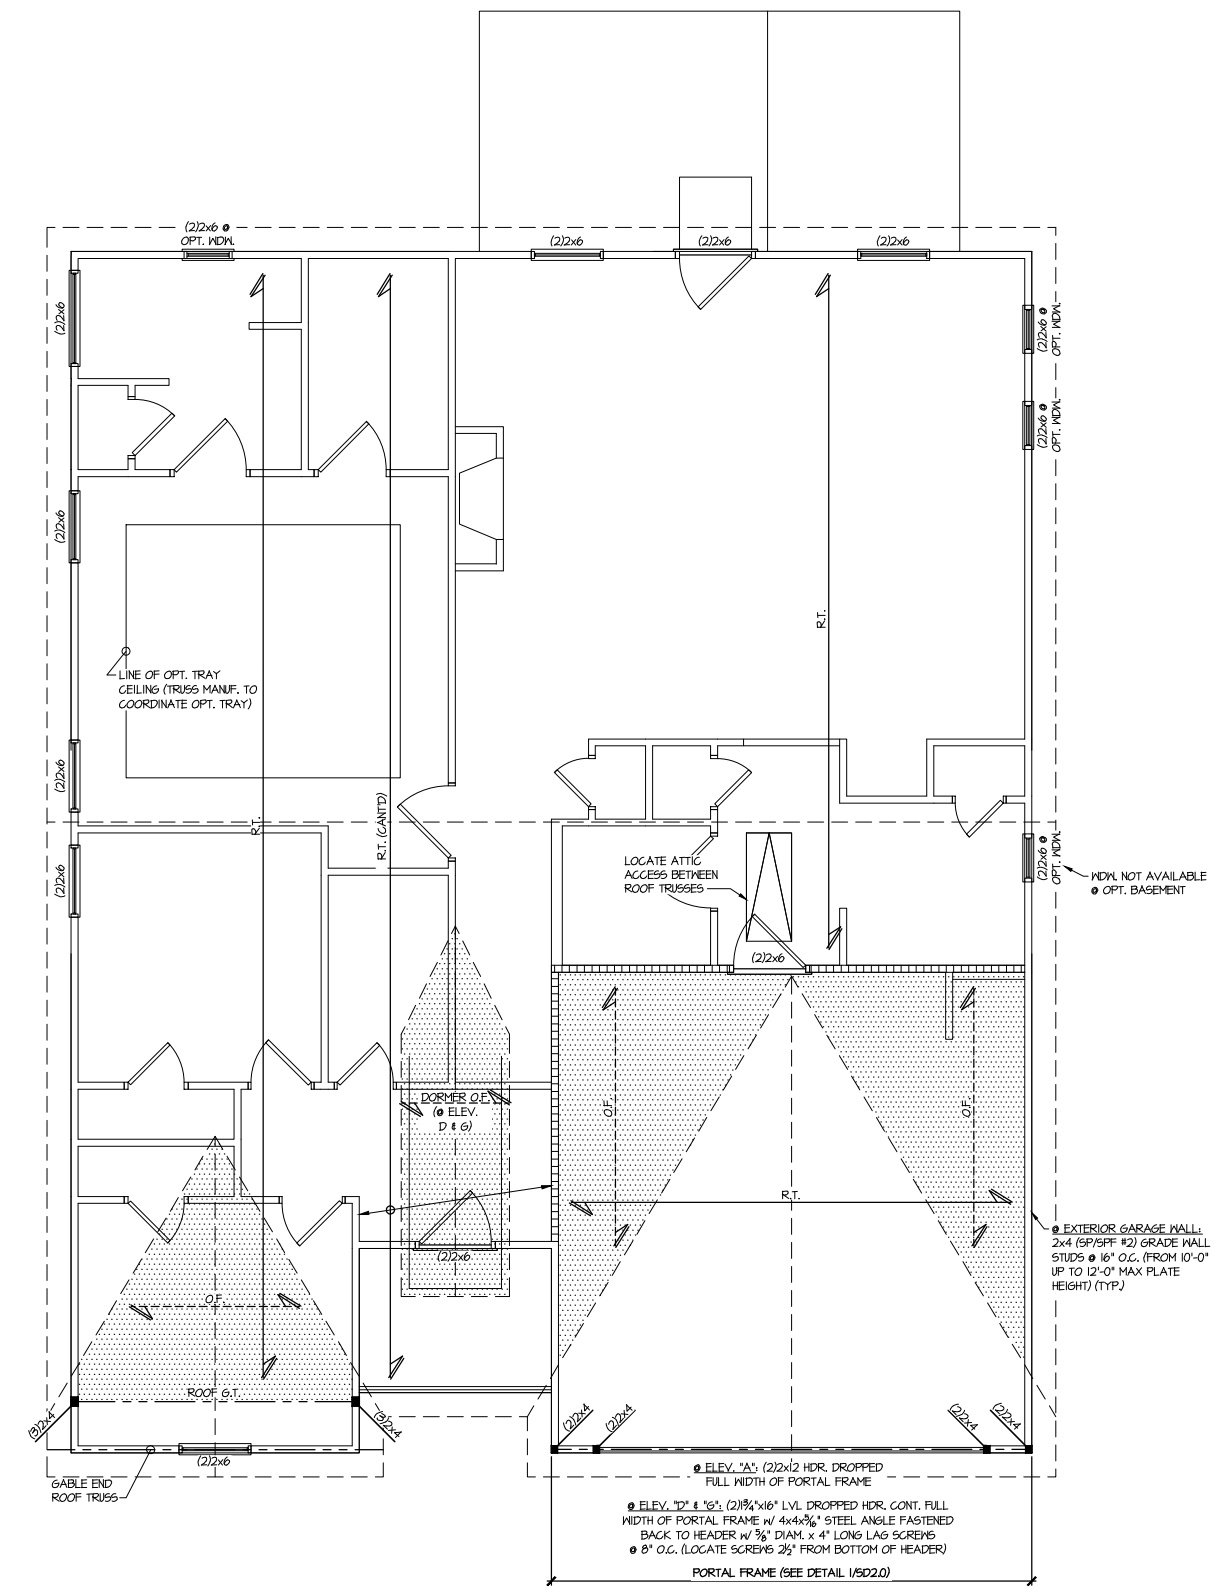 (2)2x6 @
OPT. WDW.
(2)2x6
(2)2x6
(2)2x6
(2)2x6
(2)2x6 @
OPT. WDW.
(2)2x6 @
OPT. WDW.
(2)2x6
R.T.
LINE OF OPT. TRAY
CEILING (TRUSS MANUF. TO
COORDINATE OPT. TRAY)
(2)2x6
R.T.
R.T. (CANT'D)
(2)2x6
LOCATE ATTIC
ACCESS BETWEEN
ROOF TRUSSES
(2)2x6 @
OPT. WDW.
WDW. NOT AVAILABLE
@ OPT. BASEMENT
(2)2x6
DORMER O.F.
(@ ELEV.
D & G)
O.F.
O.F.
R.T.
@ EXTERIOR GARAGE WALL:
2x4 (SP/SPF #2) GRADE WALL
STUDS @ 16" O.C. (FROM 10'-0"
UP TO 12'-0" MAX PLATE
HEIGHT) (TYP.)
(2)2x6
O.F.
ROOF G.T.
(3)2x4
(3)2x4
(2)2x4
(2)2x4
(2)2x4
(2)2x4
(2)2x6
GABLE END
ROOF TRUSS
@ ELEV. "A": (2)2x12 HDR. DROPPED
FULL WIDTH OF PORTAL FRAME
@ ELEV. "D" & "G": (2)1¾"x16" LVL DROPPED HDR. CONT. FULL
WIDTH OF PORTAL FRAME w/ 4x4x5/16" STEEL ANGLE FASTENED
BACK TO HEADER w/ 5/8" DIAM. x 4" LONG LAG SCREWS
@ 8" O.C. (LOCATE SCREWS 2½" FROM BOTTOM OF HEADER)
PORTAL FRAME (SEE DETAIL 1/SD2.0)